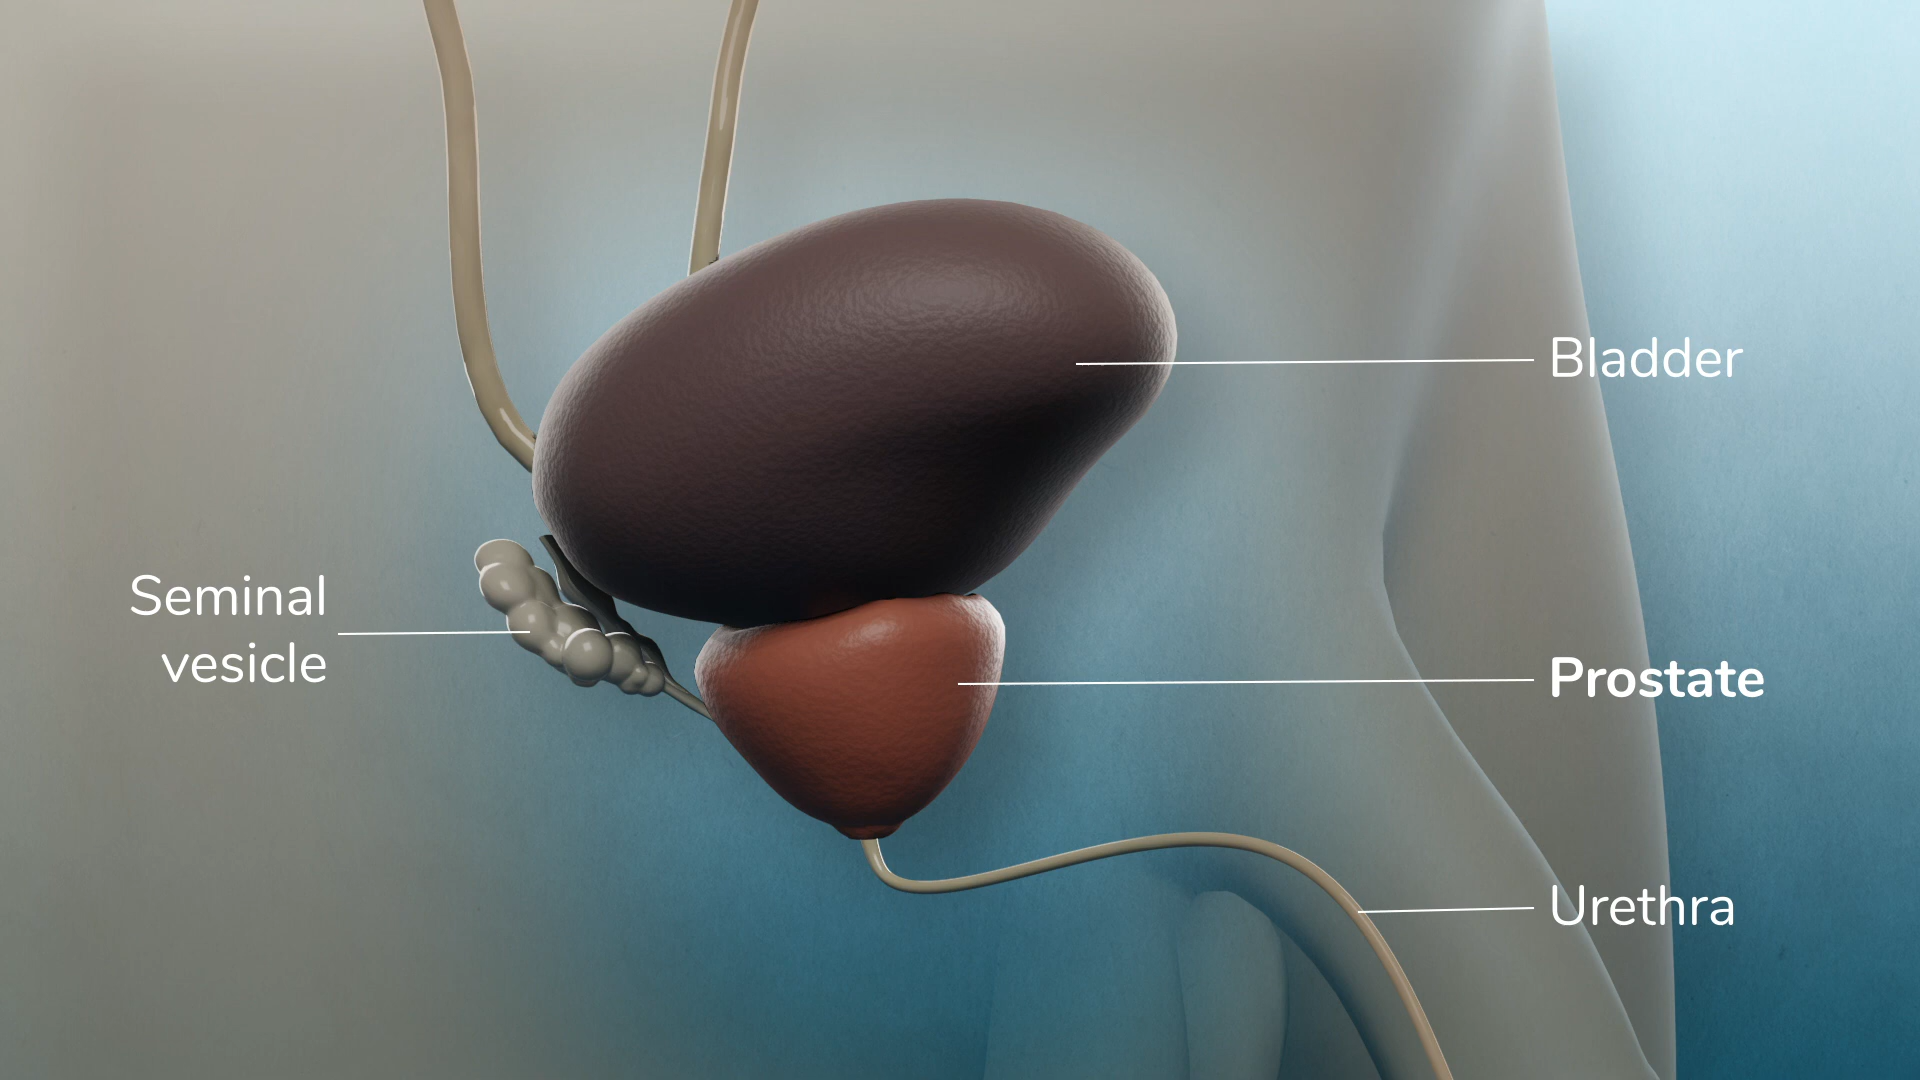 Bladder
Seminal
vesicle
Prostate
Urethra